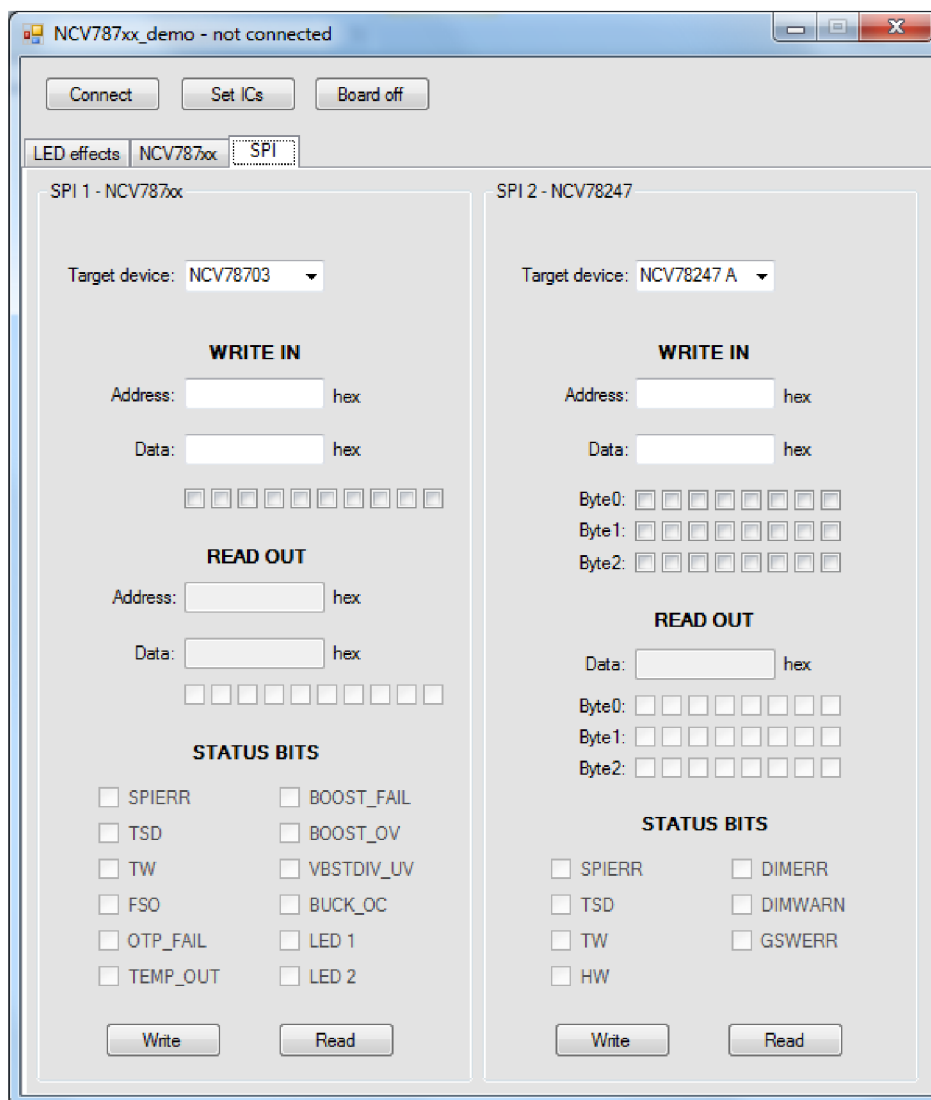 NCV787xx_demo - not connected
Connect Set ICs Board off
LED effects NCV787xx SPI
SPI 1 - NCV787xx
Target device: NCV78703
WRITE IN
Address: hex
Data: hex
READ OUT
Address: hex
Data: hex
STATUS BITS
SPIERR BOOST_FAIL
TSD BOOST_OV
TW VBSTDIV_UV
FSO BUCK_OC
OTP_FAIL LED 1
TEMP_OUT LED 2
Write Read
SPI 2 - NCV78247
Target device: NCV78247 A
WRITE IN
Address: hex
Data: hex
Byte0:
Byte1:
Byte2:
READ OUT
Data: hex
Byte0:
Byte1:
Byte2:
STATUS BITS
SPIERR DIMERR
TSD DIMWARN
TW GSWERR
HW
Write Read